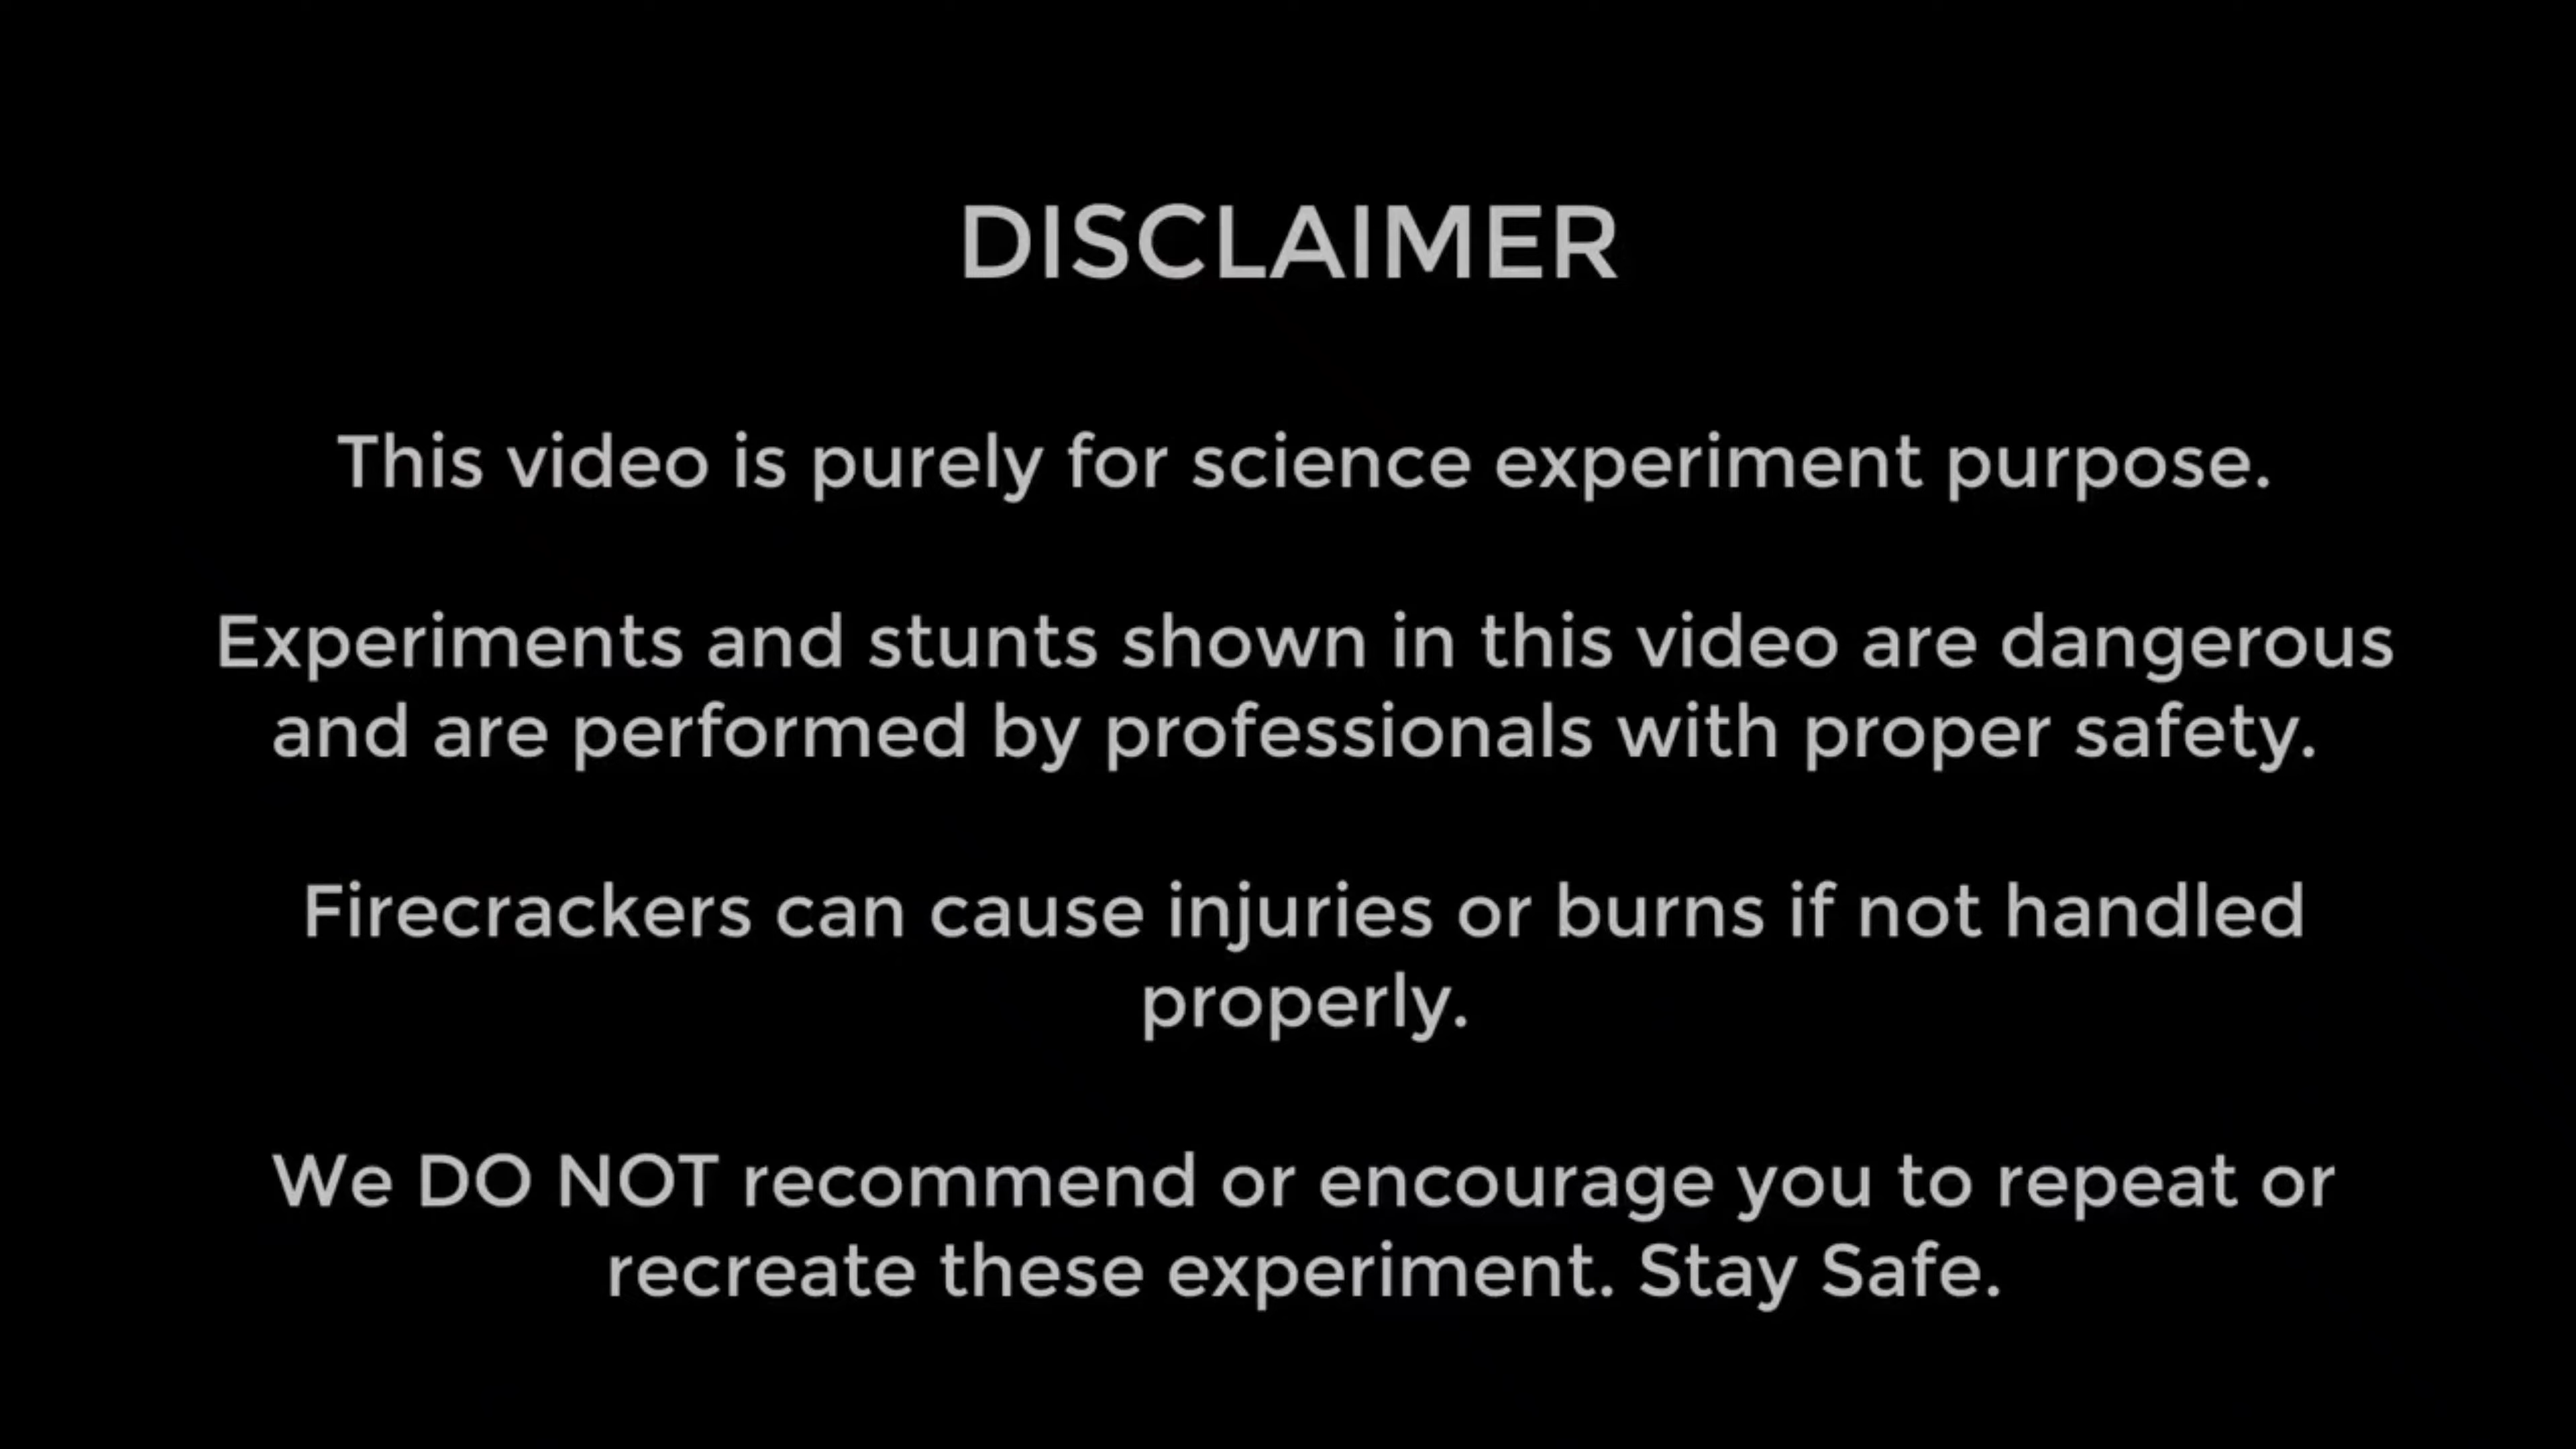 DISCLAIMER
This video is purely for science experiment purpose.
Experiments and stunts shown in this video are dangerous
and are performed by professionals with proper safety.
Firecrackers can cause injuries or burns if not handled
properly.
We DO NOT recommend or encourage you to repeat or
recreate these experiment. Stay Safe.